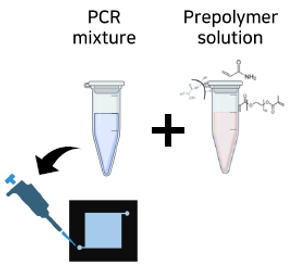 PCR
mixture
Prepolymer
solution
NH₂